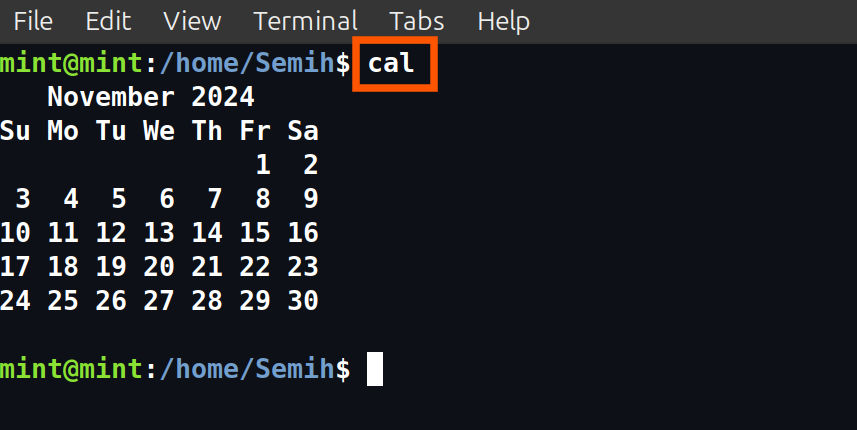 File Edit View Terminal Tabs Help
mint@mint:/home/Semih$ cal
   November 2024
Su Mo Tu We Th Fr Sa
                1  2
 3  4  5  6  7  8  9
10 11 12 13 14 15 16
17 18 19 20 21 22 23
24 25 26 27 28 29 30
mint@mint:/home/Semih$